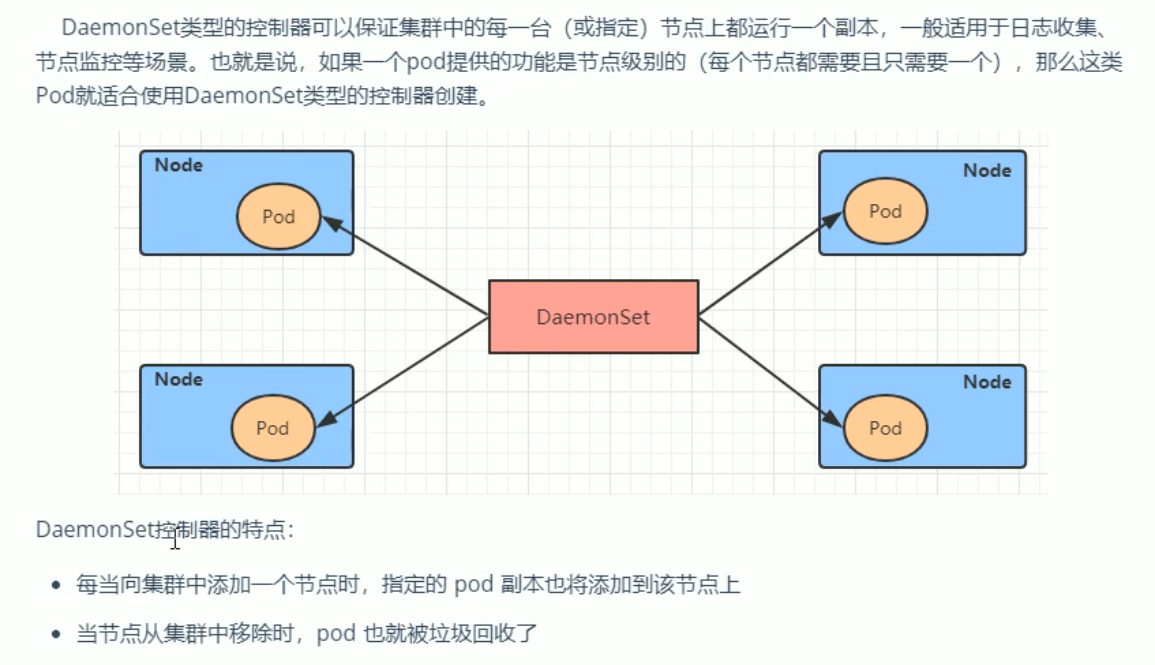 DaemonSet类型的控制器可以保证集群中的每一台（或指定）节点上都运行一个副本，一般适用于日志收集、
节点监控等场景。也就是说，如果一个pod提供的功能是节点级别的（每个节点都需要且只需要一个），那么这类
Pod就适合使用DaemonSet类型的控制器创建。
Node
Node
Pod
Pod
DaemonSet
Node
Node
Pod
Pod
DaemonSet控制器的特点：
• 每当向集群中添加一个节点时，指定的 pod 副本也将添加到该节点上
• 当节点从集群中移除时，pod 也就被垃圾回收了